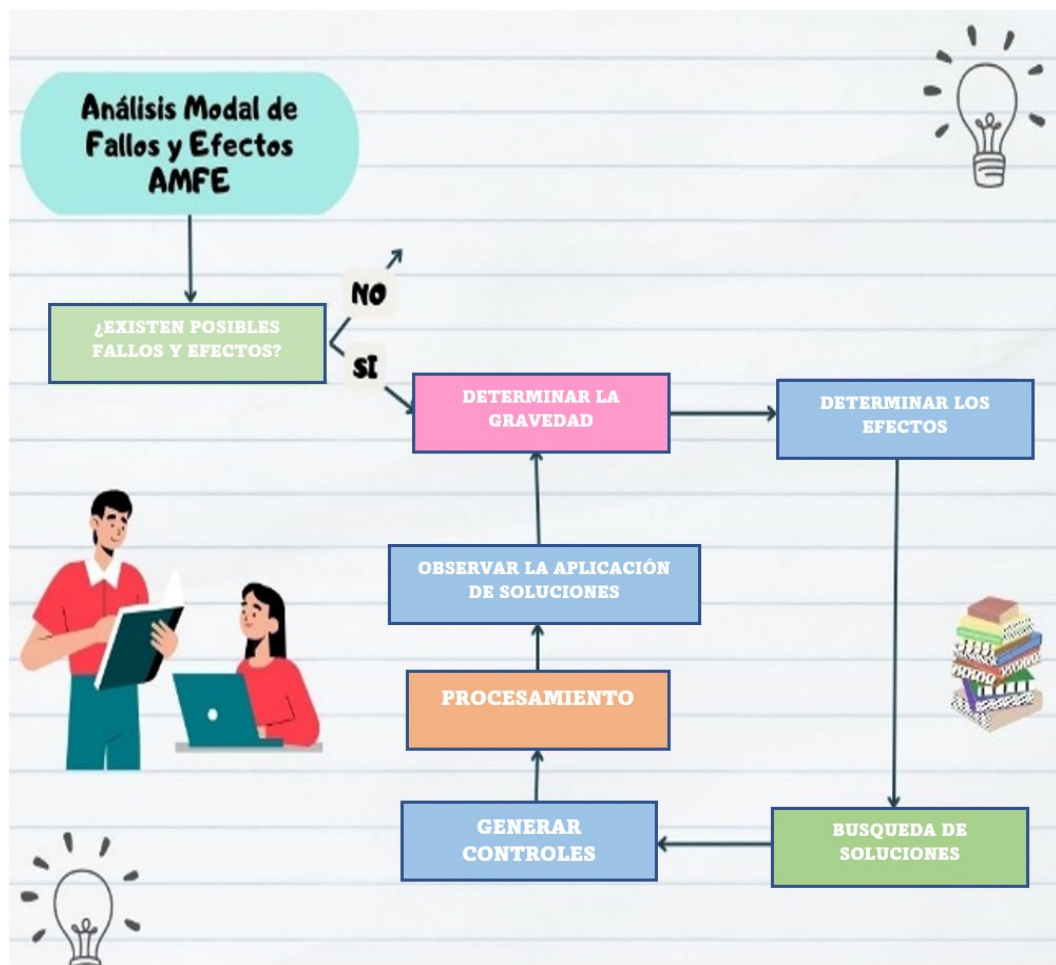 Análisis Modal de
Fallos y Efectos
AMFE
¿EXISTEN POSIBLES
FALLOS Y EFECTOS?
NO
SI
DETERMINAR LA
GRAVEDAD
DETERMINAR LOS
EFECTOS
OBSERVAR LA APLICACIÓN
DE SOLUCIONES
PROCESAMIENTO
GENERAR
CONTROLES
BUSQUEDA DE
SOLUCIONES